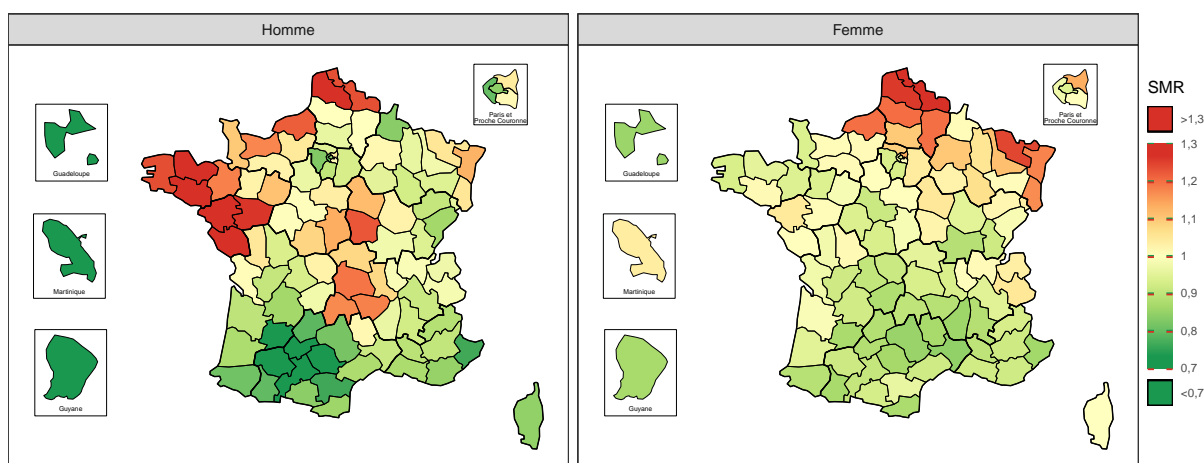 Homme
Femme
Paris et
Proche Couronne
Guadeloupe
Martinique
Guyane
Paris et
Proche Couronne
Guadeloupe
Martinique
Guyane
SMR
>1,3
1,3
1,2
1,1
1
0,9
0,8
0,7
<0,7